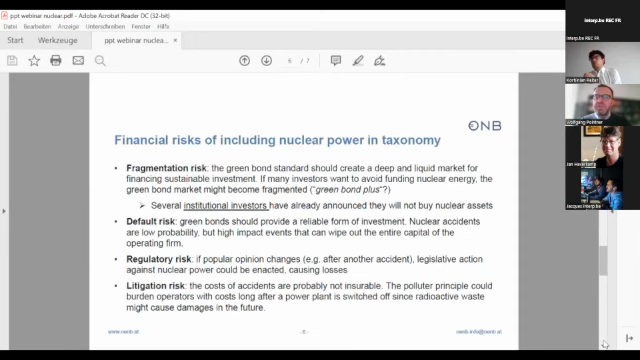 ppt webinar nuclear.pdf - Adobe Acrobat Reader DC (32-bit)
Datei Bearbeiten Anzeige Unterschreiben Fenster Hilfe
Start Werkzeuge ppt webinar nuclea... ×
6 / 7
ONB
Financial risks of including nuclear power in taxonomy
• Fragmentation risk: the green bond standard should create a deep and liquid market for
financing sustainable investment. If many investors want to avoid funding nuclear energy, the
green bond market might become fragmented ("green bond plus"?)
➢ Several institutional investors have already announced they will not buy nuclear assets
• Default risk: green bonds should provide a reliable form of investment. Nuclear accidents
are low probability, but high impact events that can wipe out the entire capital of the
operating firm.
• Regulatory risk: if popular opinion changes (e.g. after another accident), legislative action
against nuclear power could be enacted, causing losses
• Litigation risk: the costs of accidents are probably not insurable. The polluter principle could
burden operators with costs long after a power plant is switched off since radioactive waste
might cause damages in the future.
www.oenb.at - 6 - oenb.info@oenb.at
interp.be REC FR
interp.be REC FR
Korbinian
Wolfgang Pointner
Jan Haverkamp
Jacques Interp.be